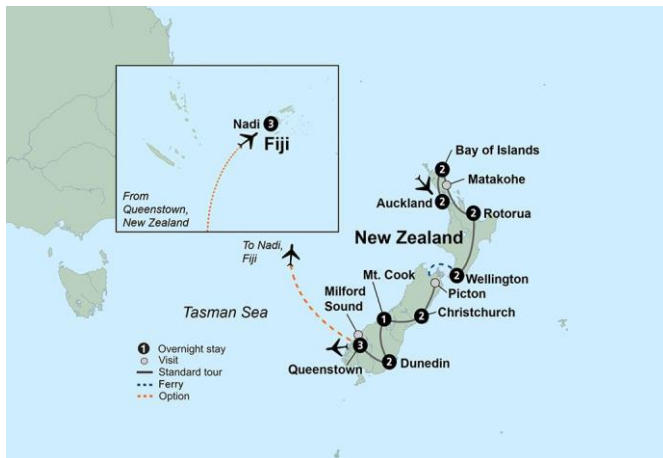 Nadi 3
Fiji
From
Queenstown,
New Zealand
Bay of Islands
2
Matakohe
Auckland 2
2 Rotorua
New Zealand
To Nadi,
Fiji
Mt. Cook
2 Wellington
Picton
Milford
Sound
Tasman Sea
1
2 Christchurch
3
Queenstown
2 Dunedin
1 Overnight stay
Visit
Standard tour
Ferry
Option